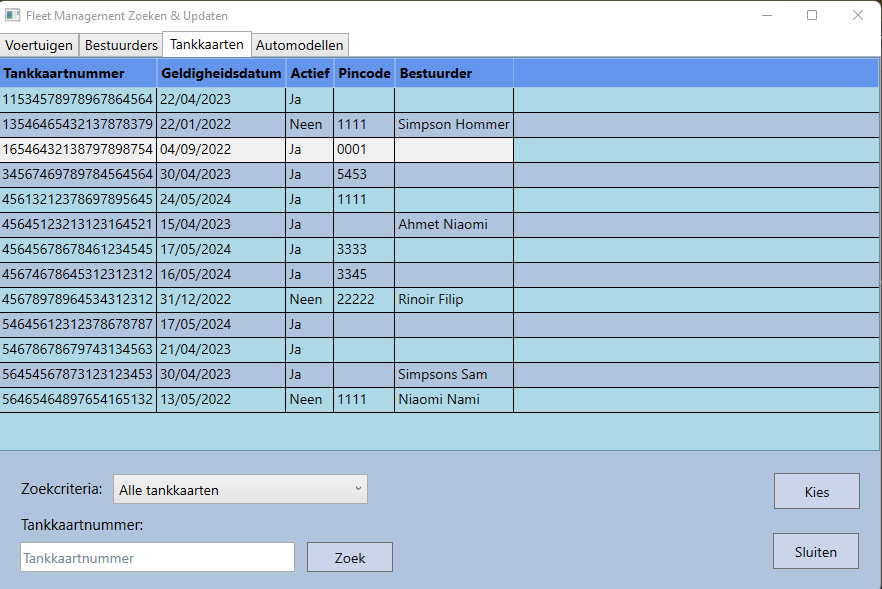 Fleet Management Zoeken & Updaten
Voertuigen Bestuurders Tankkaarten Automodellen
Tankkaartnummer Geldigheidsdatum Actief Pincode Bestuurder
11534578978967864564 22/04/2023 Ja
13546465432137878379 22/01/2022 Neen 1111 Simpson Hommer
16546432138797898754 04/09/2022 Ja 0001
34567469789784564564 30/04/2023 Ja 5453
45613212378697895645 24/05/2024 Ja 1111
45645123213123164521 15/04/2023 Ja Ahmet Niaomi
45645678678461234545 17/05/2024 Ja 3333
45674678645312312312 16/05/2024 Ja 3345
45678978964534312312 31/12/2022 Neen 22222 Rinoir Filip
54645612312378678787 17/05/2024 Ja
54678678679743134563 21/04/2023 Ja
56454567873123123453 30/04/2023 Ja Simpsons Sam
56465464897654165132 13/05/2022 Neen 1111 Niaomi Nami
Zoekcriteria: Alle tankkaarten Kies
Tankkaartnummer:
Tankkaartnummer Zoek Sluiten